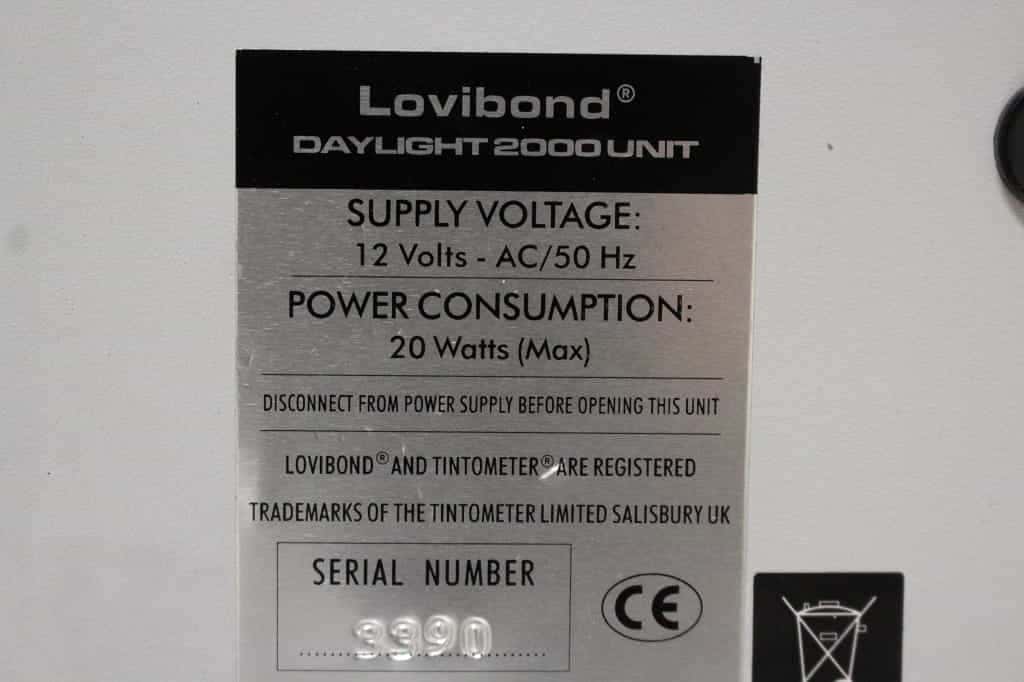 Lovibond®
DAYLIGHT 2000 UNIT
SUPPLY VOLTAGE:
12 Volts - AC/50 Hz
POWER CONSUMPTION:
20 Watts (Max)
DISCONNECT FROM POWER SUPPLY BEFORE OPENING THIS UNIT
LOVIBOND® AND TINTOMETER® ARE REGISTERED
TRADEMARKS OF THE TINTOMETER LIMITED SALISBURY UK
SERIAL NUMBER
3390
CE